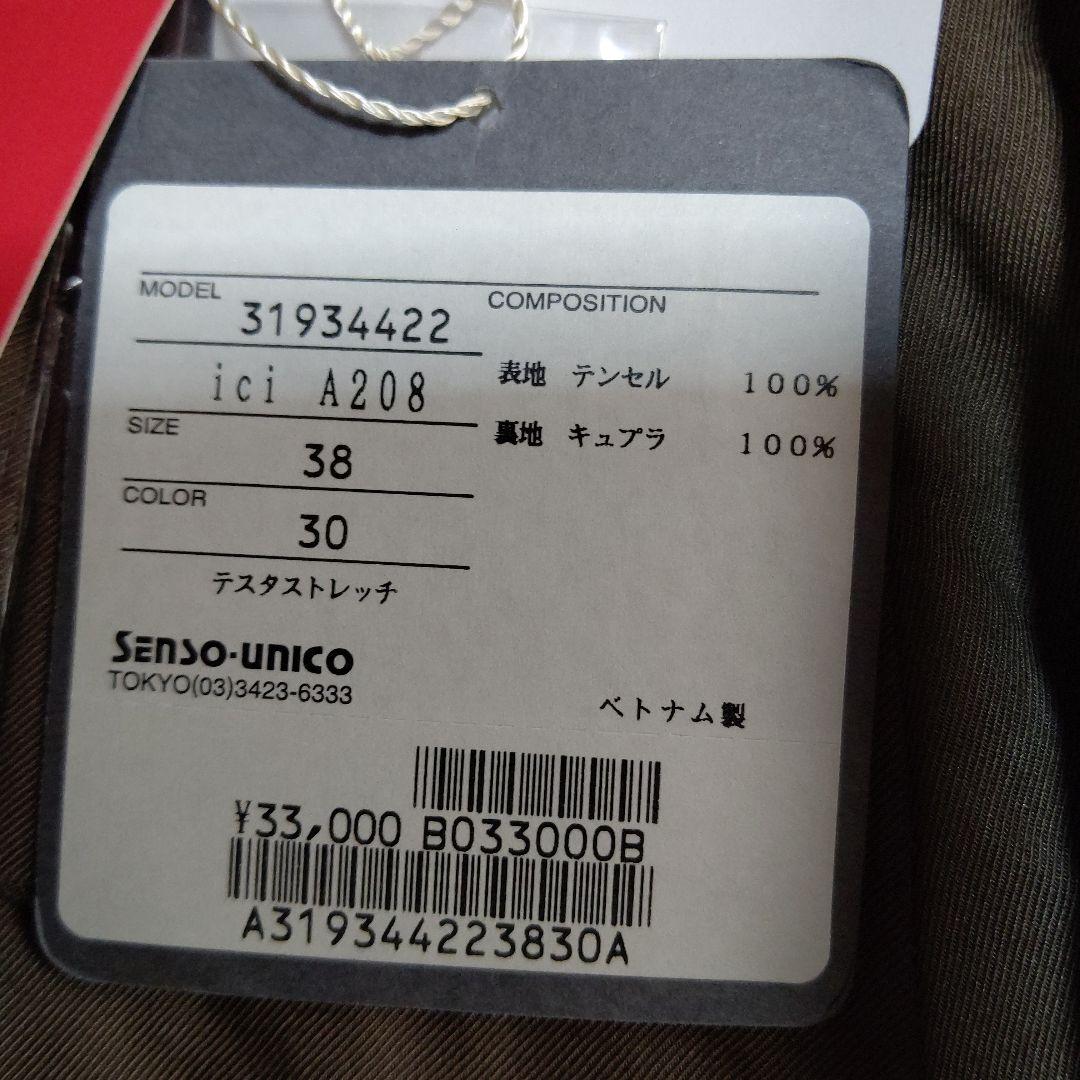 MODEL
31934422
ici A208
SIZE
38
COLOR
30
テスタストレッチ
COMPOSITION
表地 テンセル 100%
裏地 キュプラ 100%
SENSO・UNICO
TOKYO(03)3423-6333
ベトナム製
¥33,000 B033000B
A319344223830A